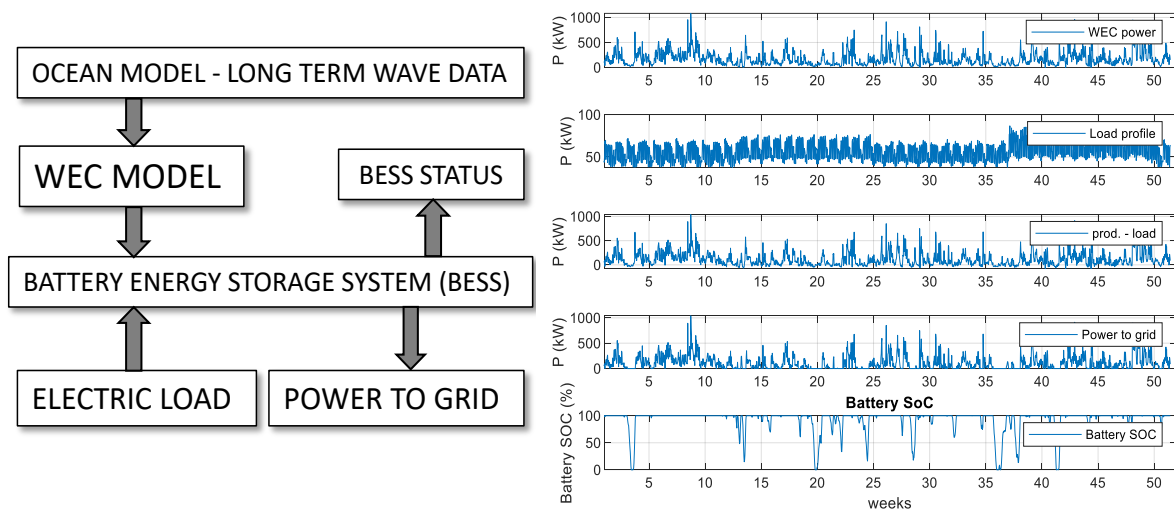 OCEAN MODEL - LONG TERM WAVE DATA
WEC MODEL
BESS STATUS
BATTERY ENERGY STORAGE SYSTEM (BESS)
ELECTRIC LOAD
POWER TO GRID
P (kW)
1000
500
0
WEC power
5 10 15 20 25 30 35 40 45 50
P (kW)
100
50
Load profile
5 10 15 20 25 30 35 40 45 50
P (kW)
1000
500
0
prod. - load
5 10 15 20 25 30 35 40 45 50
P (kW)
1000
500
0
Power to grid
5 10 15 20 25 30 35 40 45 50
Battery SoC
Battery SOC (%)
100
50
0
Battery SOC
5 10 15 20 25 30 35 40 45 50
weeks